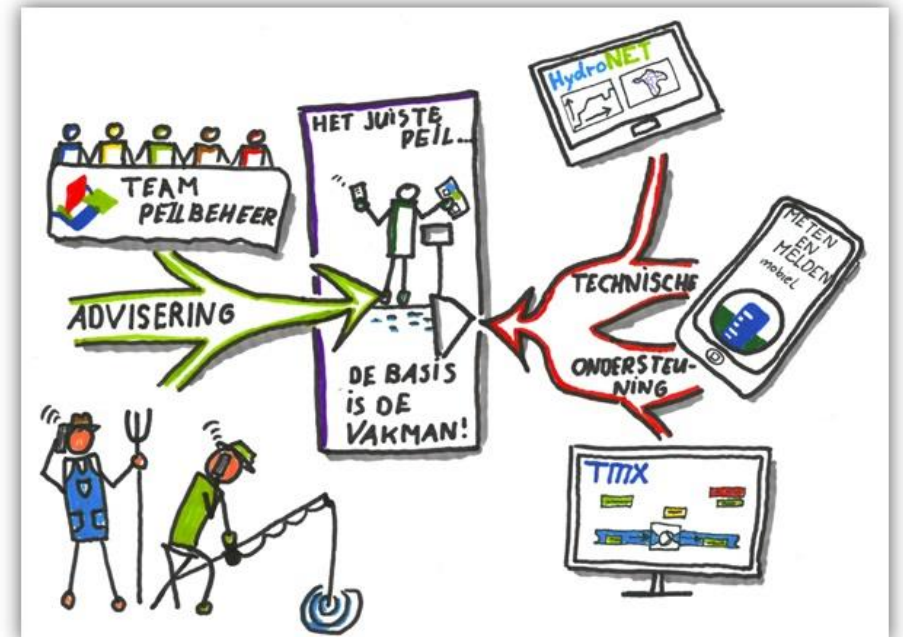 TEAM
PEILBEHEER
ADVISERING
HET JUISTE
PEIL...
DE BASIS
IS DE
VAKMAN!
HydroNET
TECHNISCHE
ONDERSTEU-
NING
METEN
EN
MELDEN
mobiel
TMX